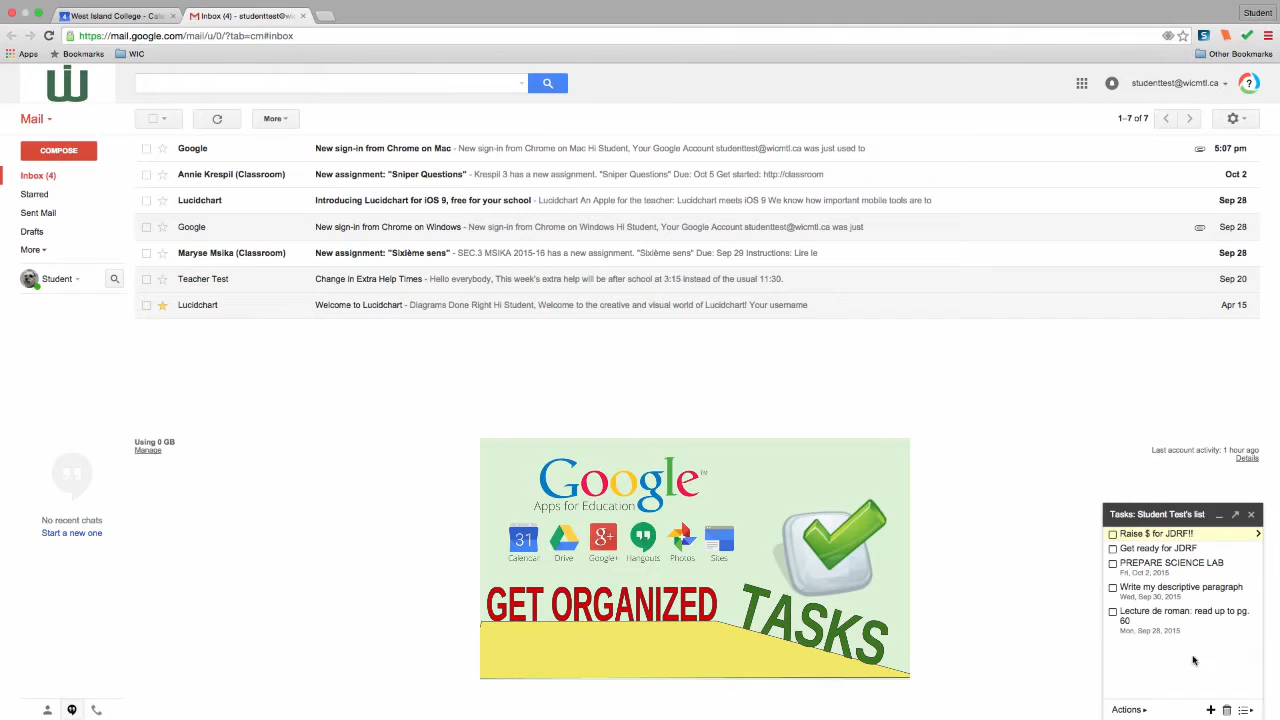 West island College - Cale
Inbox (4) - studenttest@wic
Student
https://mail.google.com/mail/u/0/?tab=cm#inbox
Apps
Bookmarks
WIC
Other Bookmarks
studenttest@wicmtl.ca
Mail
More
1–7 of 7
COMPOSE
Google New sign-in from Chrome on Mac - New sign-in from Chrome on Mac Hi Student, Your Google Account studenttest@wicmtl.ca was just used to 5:07 pm
Inbox (4)
Annie Krespil (Classroom) New assignment: "Sniper Questions" - Krespil 3 has a new assignment. "Sniper Questions" Due: Oct 5 Get started: http://classroom Oct 2
Starred
Lucidchart Introducing Lucidchart for iOS 9, free for your school - Lucidchart An Apple for the teacher: Lucidchart meets iOS 9 We know how important mobile tools are to Sep 28
Sent Mail
Google New sign-in from Chrome on Windows - New sign-in from Chrome on Windows Hi Student, Your Google Account studenttest@wicmtl.ca was just Sep 28
Drafts
More
Maryse Msika (Classroom) New assignment: "Sixième sens" - SEC.3 MSIKA 2015-16 has a new assignment. "Sixième sens" Due: Sep 29 Instructions: Lire le Sep 28
Student
Teacher Test Change in Extra Help Times - Hello everybody, This week's extra help will be after school at 3:15 instead of the usual 11:30. Sep 20
Lucidchart Welcome to Lucidchart - Diagrams Done Right Hi Student, Welcome to the creative and visual world of Lucidchart! Your username Apr 15
Using 0 GB
Manage
Last account activity: 1 hour ago
Details
No recent chats
Start a new one
Google™
Apps for Education
31
Calendar Drive Google+ Hangouts Photos Sites
GET ORGANIZED
TASKS
Tasks: Student Test's list
Raise $ for JDRF!!
Get ready for JDRF
PREPARE SCIENCE LAB
Fri, Oct 2, 2015
Write my descriptive paragraph
Wed, Sep 30, 2015
Lecture de roman: read up to pg.
60
Mon, Sep 28, 2015
Actions